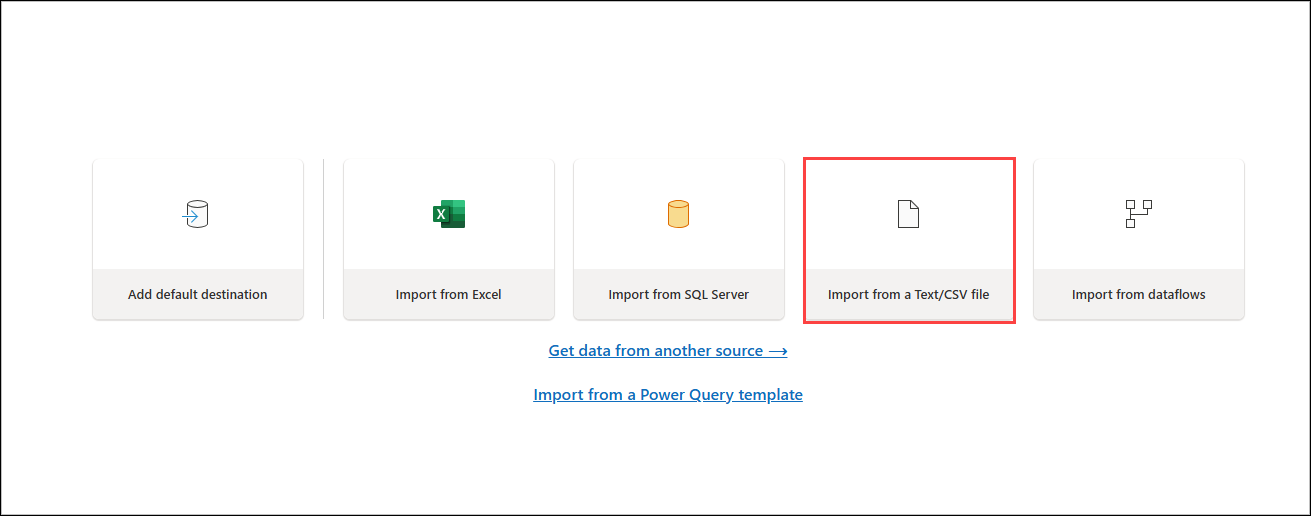 Add default destination
X
Import from Excel
Import from SQL Server
Import from a Text/CSV file
Import from dataflows
Get data from another source →
Import from a Power Query template